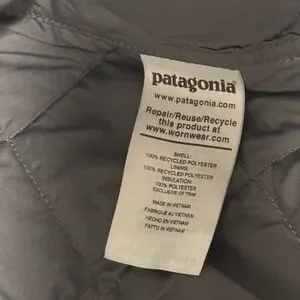 patagonia®
www.patagonia.com
Repair/Reuse/Recycle
this product at
www.wornwear.com
SHELL:
100% RECYCLED POLYESTER
LINING:
100% RECYCLED POLYESTER
INSULATION:
100% POLYESTER
EXCLUSIVE OF TRIM
MADE IN VIETNAM
FABRIQUÉ AU VIETNAM
HECHO EN VIETNAM
FATTO IN VIETNAM